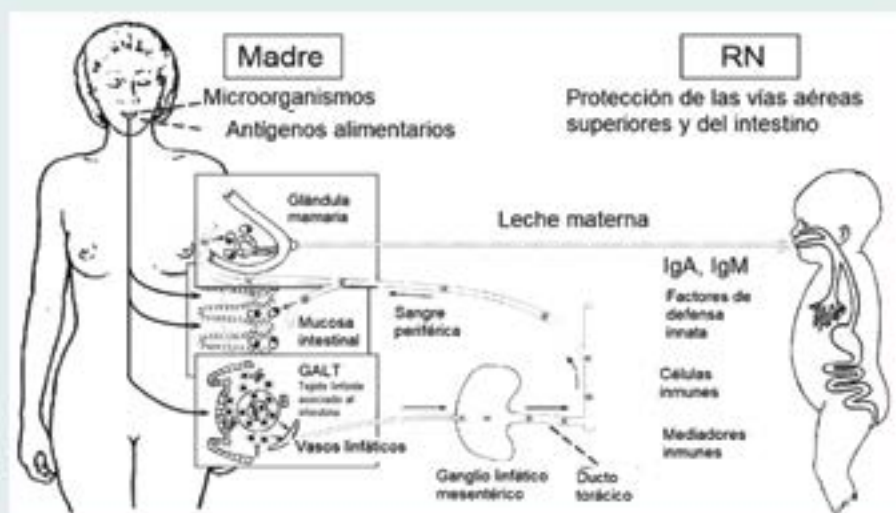 Madre
RN
Microorganismos
Antígenos alimentarios
Protección de las vías aéreas
superiores y del intestino
Glándula
mamaria
Leche materna
IgA, IgM
Factores de
defensa
innata
Mucosa
intestinal
Sangre
periférica
GALT
Tejido linfoide
asociado al
intestino
B
Células
inmunes
Vasos linfáticos
Mediadores
inmunes
Ganglio linfático
mesentérico
Ducto
torácico